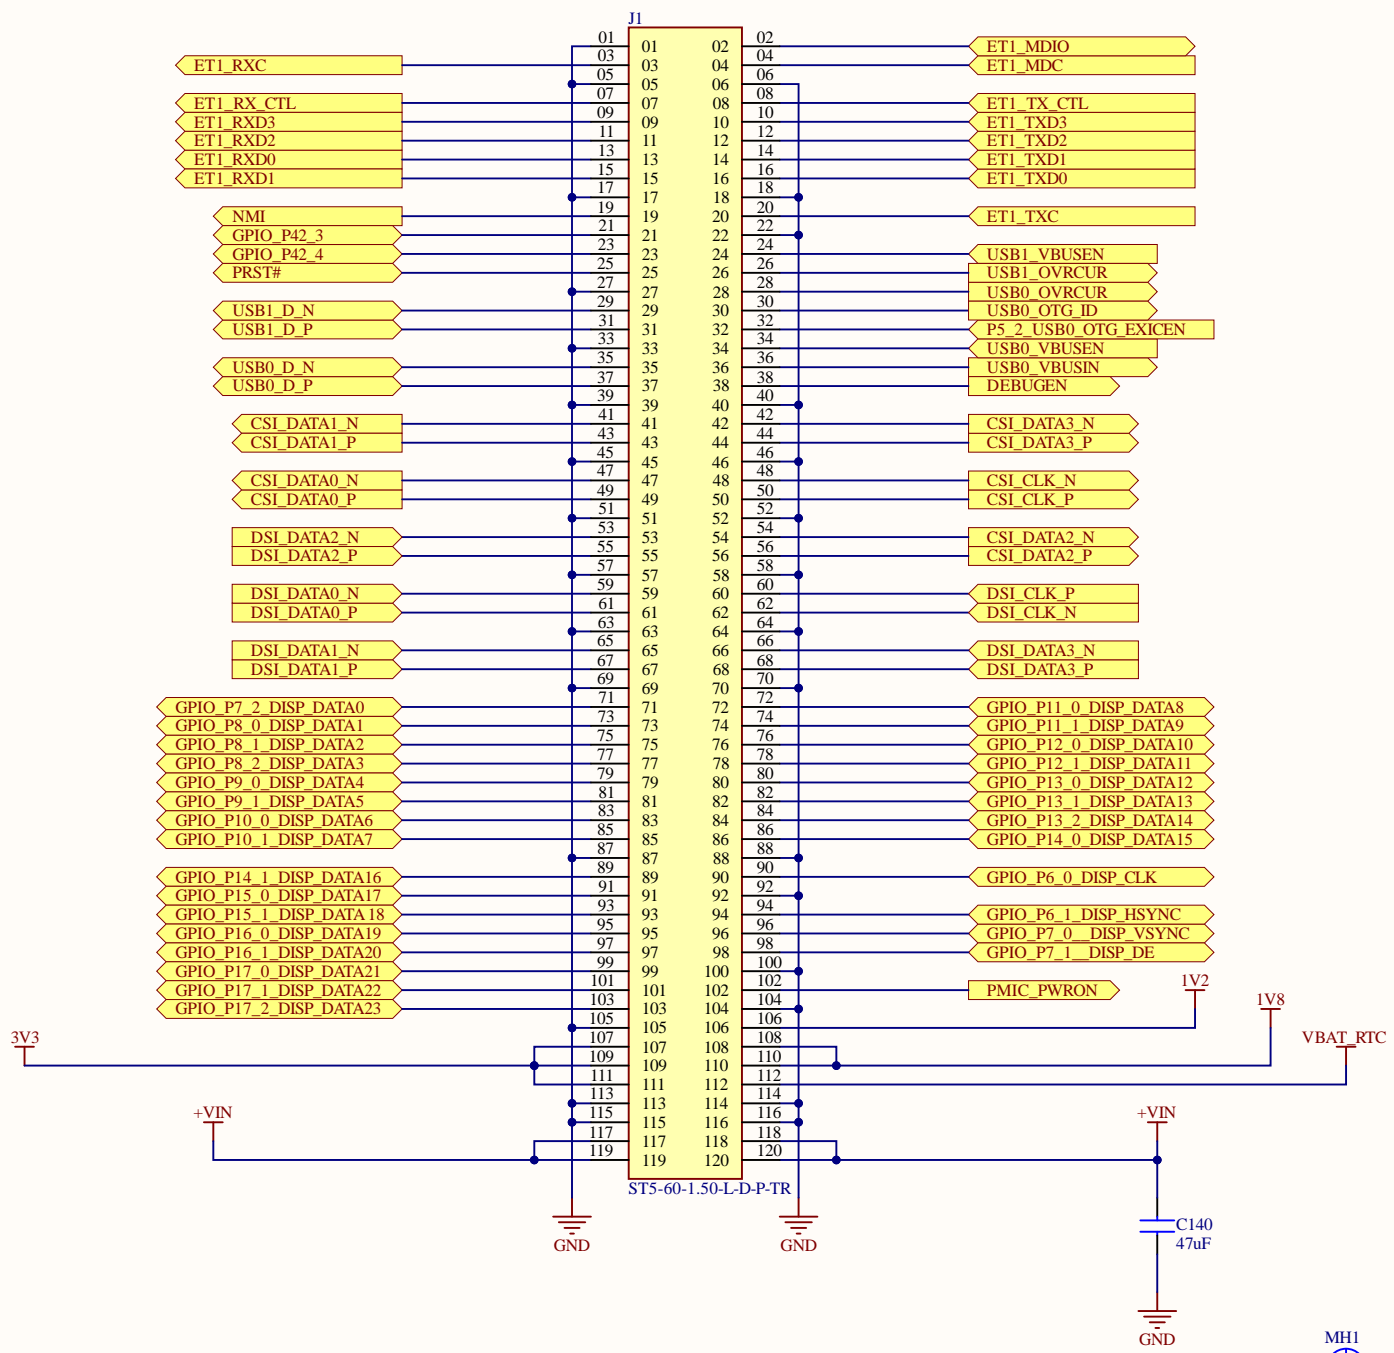 J1
01 01 02 02 ET1_MDIO
ET1_RXC 03 03 04 04 ET1_MDC
05 05 06 06
ET1_RX_CTL 07 07 08 08 ET1_TX_CTL
ET1_RXD3 09 09 10 10 ET1_TXD3
ET1_RXD2 11 11 12 12 ET1_TXD2
ET1_RXD0 13 13 14 14 ET1_TXD1
ET1_RXD1 15 15 16 16 ET1_TXD0
17 17 18 18
NMI 19 19 20 20 ET1_TXC
GPIO_P42_3 21 21 22 22
GPIO_P42_4 23 23 24 24 USB1_VBUSEN
PRST# 25 25 26 26 USB1_OVRCUR
27 27 28 28 USB0_OVRCUR
USB1_D_N 29 29 30 30 USB0_OTG_ID
USB1_D_P 31 31 32 32 P5_2_USB0_OTG_EXICEN
33 33 34 34 USB0_VBUSEN
USB0_D_N 35 35 36 36 USB0_VBUSIN
USB0_D_P 37 37 38 38 DEBUGEN
39 39 40 40
CSI_DATA1_N 41 41 42 42 CSI_DATA3_N
CSI_DATA1_P 43 43 44 44 CSI_DATA3_P
45 45 46 46
CSI_DATA0_N 47 47 48 48 CSI_CLK_N
CSI_DATA0_P 49 49 50 50 CSI_CLK_P
51 51 52 52
DSI_DATA2_N 53 53 54 54 CSI_DATA2_N
DSI_DATA2_P 55 55 56 56 CSI_DATA2_P
57 57 58 58
DSI_DATA0_N 59 59 60 60 DSI_CLK_P
DSI_DATA0_P 61 61 62 62 DSI_CLK_N
63 63 64 64
DSI_DATA1_N 65 65 66 66 DSI_DATA3_N
DSI_DATA1_P 67 67 68 68 DSI_DATA3_P
69 69 70 70
GPIO_P7_2_DISP_DATA0 71 71 72 72 GPIO_P11_0_DISP_DATA8
GPIO_P8_0_DISP_DATA1 73 73 74 74 GPIO_P11_1_DISP_DATA9
GPIO_P8_1_DISP_DATA2 75 75 76 76 GPIO_P12_0_DISP_DATA10
GPIO_P8_2_DISP_DATA3 77 77 78 78 GPIO_P12_1_DISP_DATA11
GPIO_P9_0_DISP_DATA4 79 79 80 80 GPIO_P13_0_DISP_DATA12
GPIO_P9_1_DISP_DATA5 81 81 82 82 GPIO_P13_1_DISP_DATA13
GPIO_P10_0_DISP_DATA6 83 83 84 84 GPIO_P13_2_DISP_DATA14
GPIO_P10_1_DISP_DATA7 85 85 86 86 GPIO_P14_0_DISP_DATA15
87 87 88 88
GPIO_P14_1_DISP_DATA16 89 89 90 90 GPIO_P6_0_DISP_CLK
GPIO_P15_0_DISP_DATA17 91 91 92 92
GPIO_P15_1_DISP_DATA18 93 93 94 94 GPIO_P6_1_DISP_HSYNC
GPIO_P16_0_DISP_DATA19 95 95 96 96 GPIO_P7_0__DISP_VSYNC
GPIO_P16_1_DISP_DATA20 97 97 98 98 GPIO_P7_1__DISP_DE
GPIO_P17_0_DISP_DATA21 99 99 100 100
GPIO_P17_1_DISP_DATA22 101 101 102 102 PMIC_PWRON 1V2
GPIO_P17_2_DISP_DATA23 103 103 104 104 1V8
105 105 106 106
3V3 107 107 108 108 VBAT_RTC
109 109 110 110
111 111 112 112
113 113 114 114
+VIN 115 115 116 116 +VIN
117 117 118 118
119 119 120 120
ST5-60-1.50-L-D-P-TR
C140
47uF
GND GND
GND
MH1